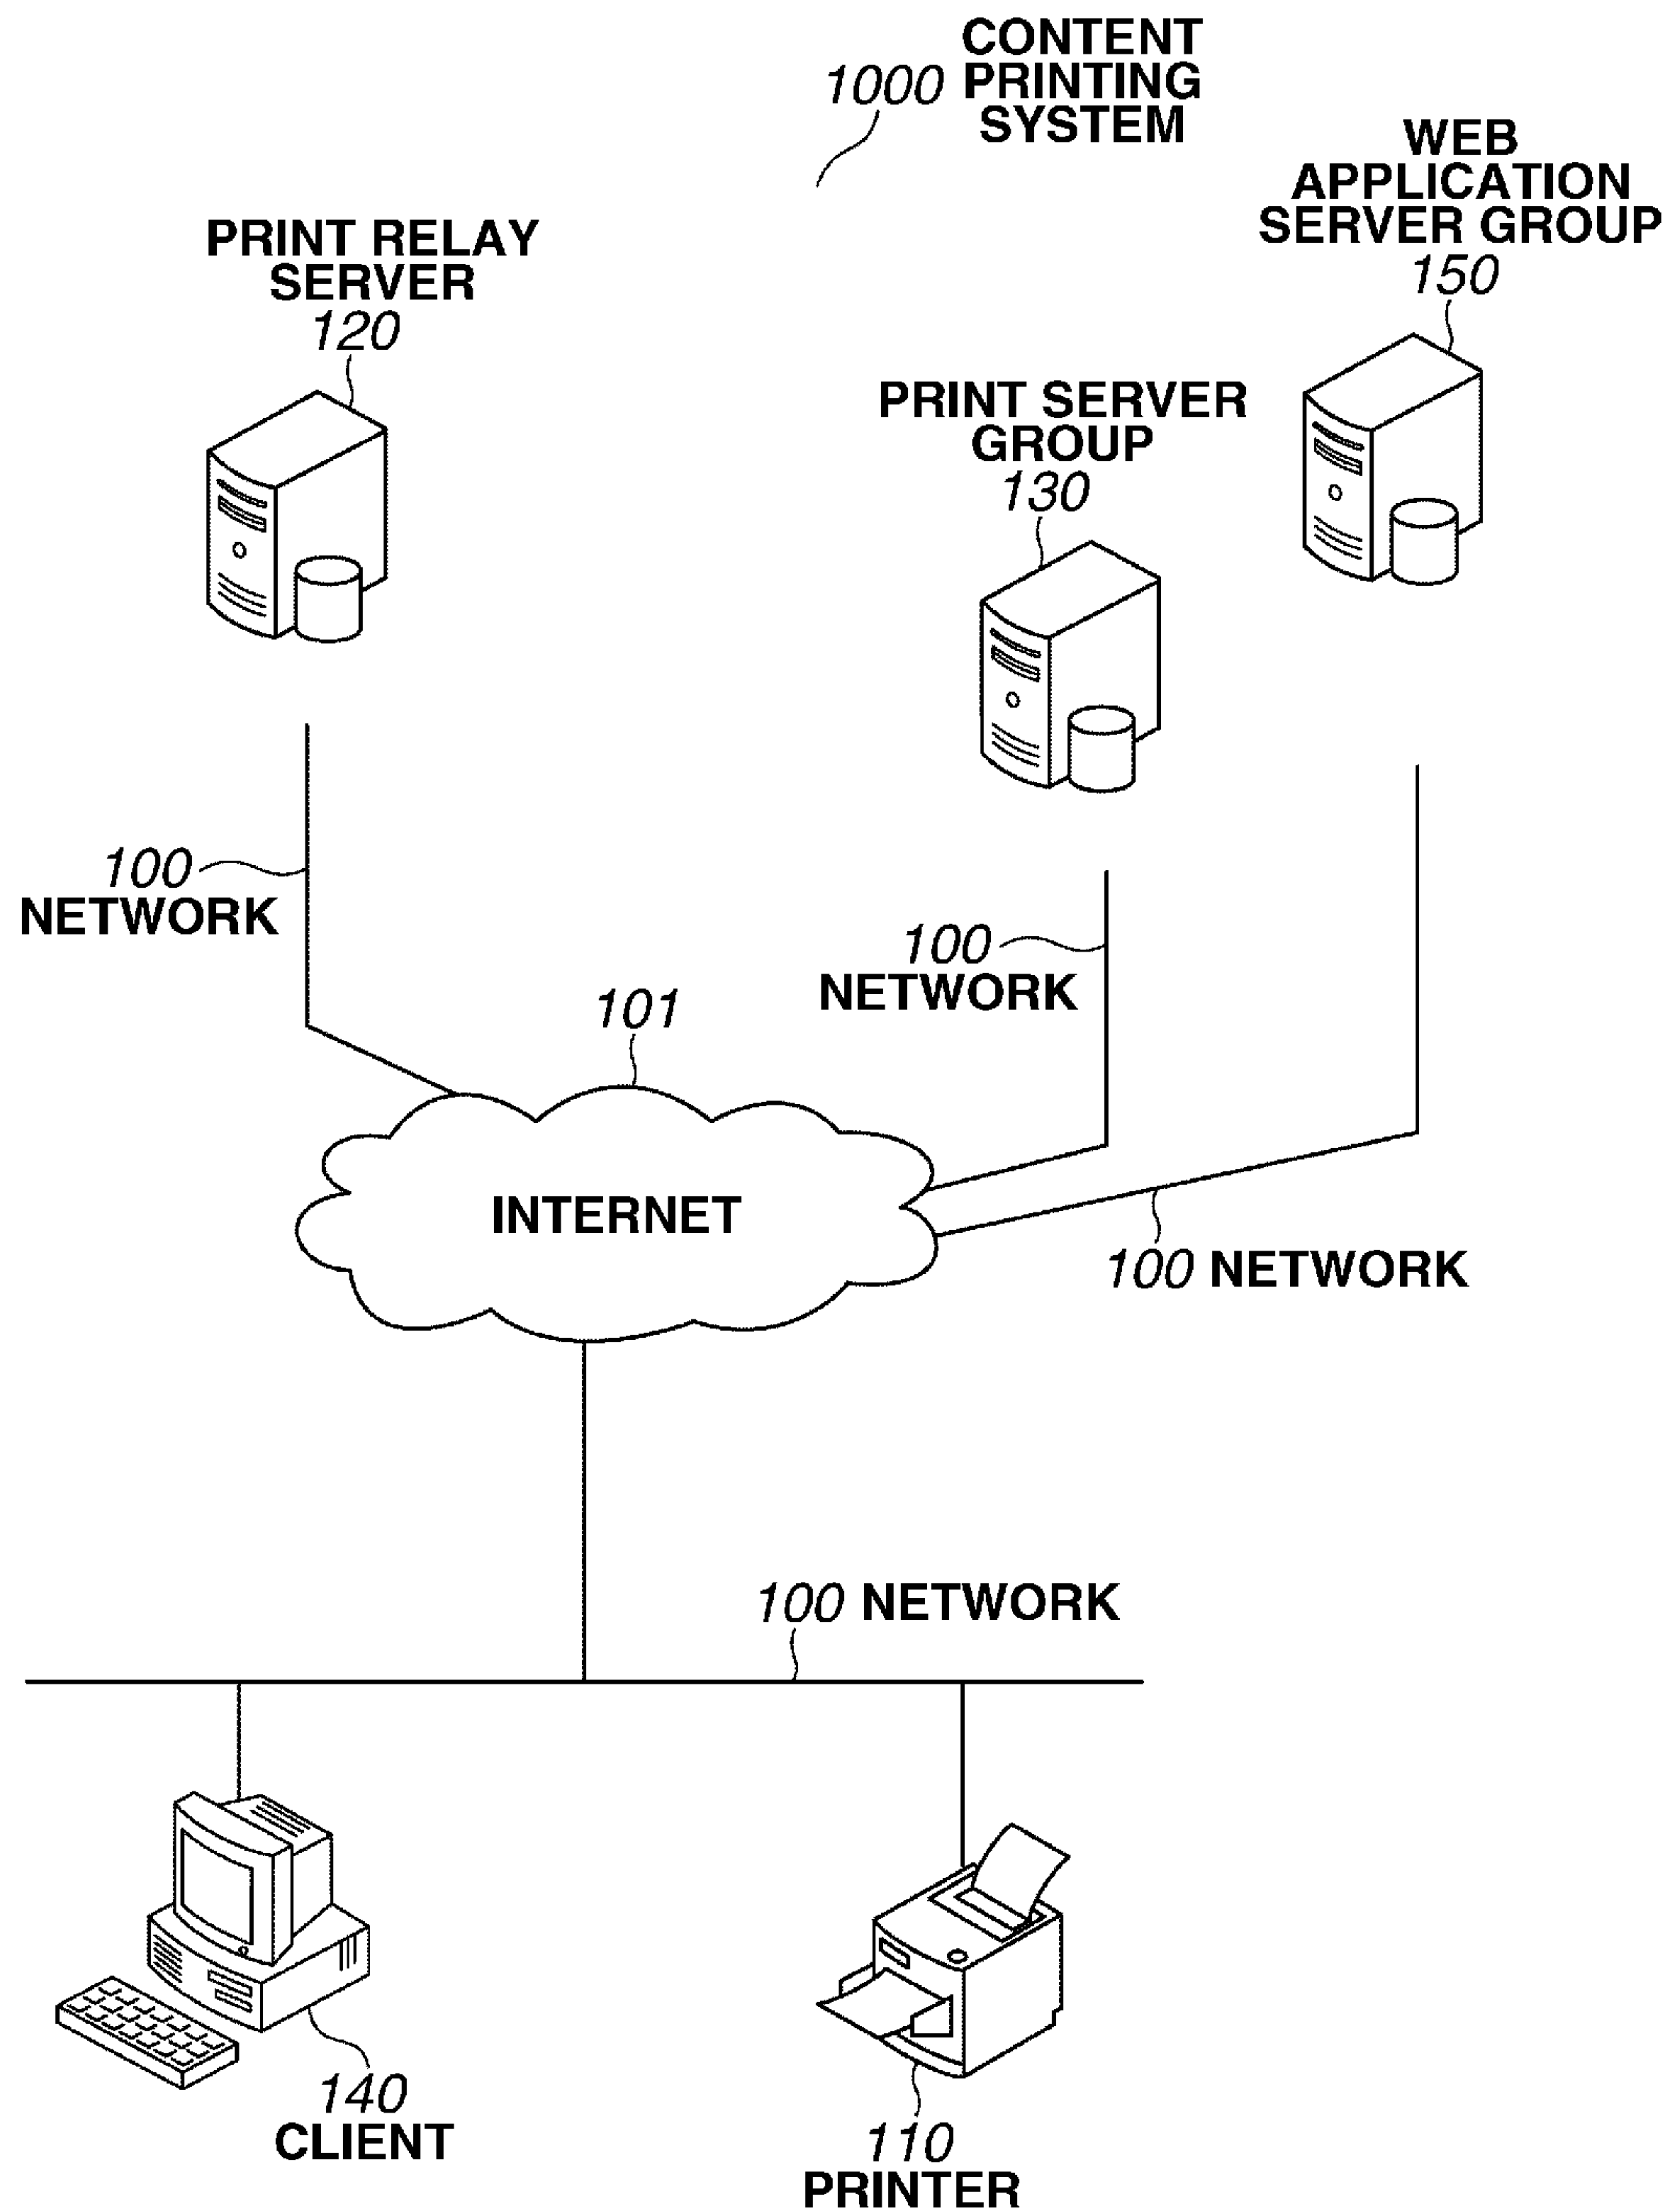 CONTENT
1000 PRINTING
SYSTEM
WEB
APPLICATION
SERVER GROUP
150
PRINT RELAY
SERVER
120
PRINT SERVER
GROUP
130
100
NETWORK
100
NETWORK
101
INTERNET
100 NETWORK
100 NETWORK
140
CLIENT
110
PRINTER